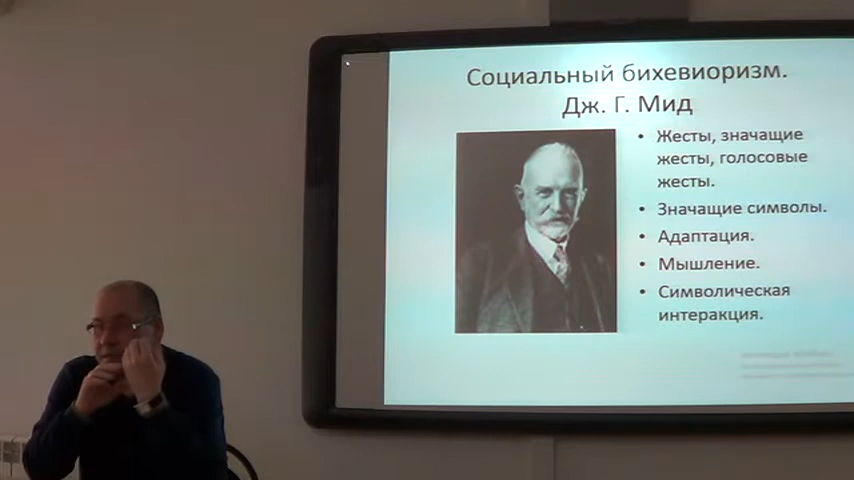 Социальный бихевиоризм.
Дж. Г. Мид
• Жесты, значащие
жесты, голосовые
жесты.
• Значащие символы.
• Адаптация.
• Мышление.
• Символическая
интеракция.